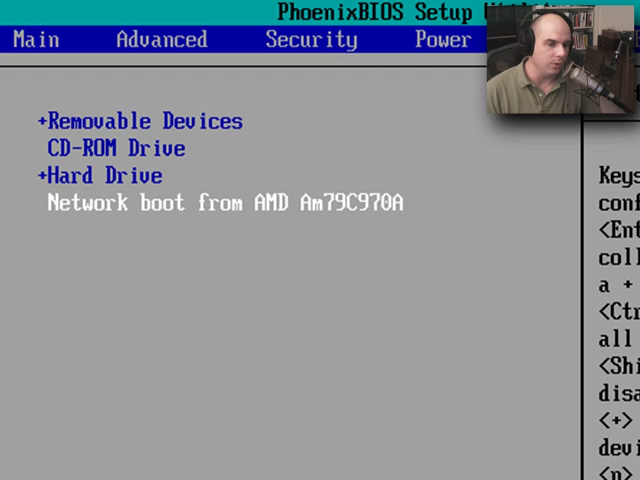 PhoenixBIOS Setup
Main Advanced Security Power
+Removable Devices
CD-ROM Drive
+Hard Drive
Network boot from AMD Am79C970A
Keys
conf
<Ent
coll
a +
<Ctr
all
<Shi
disa
<+>
devi
<n>